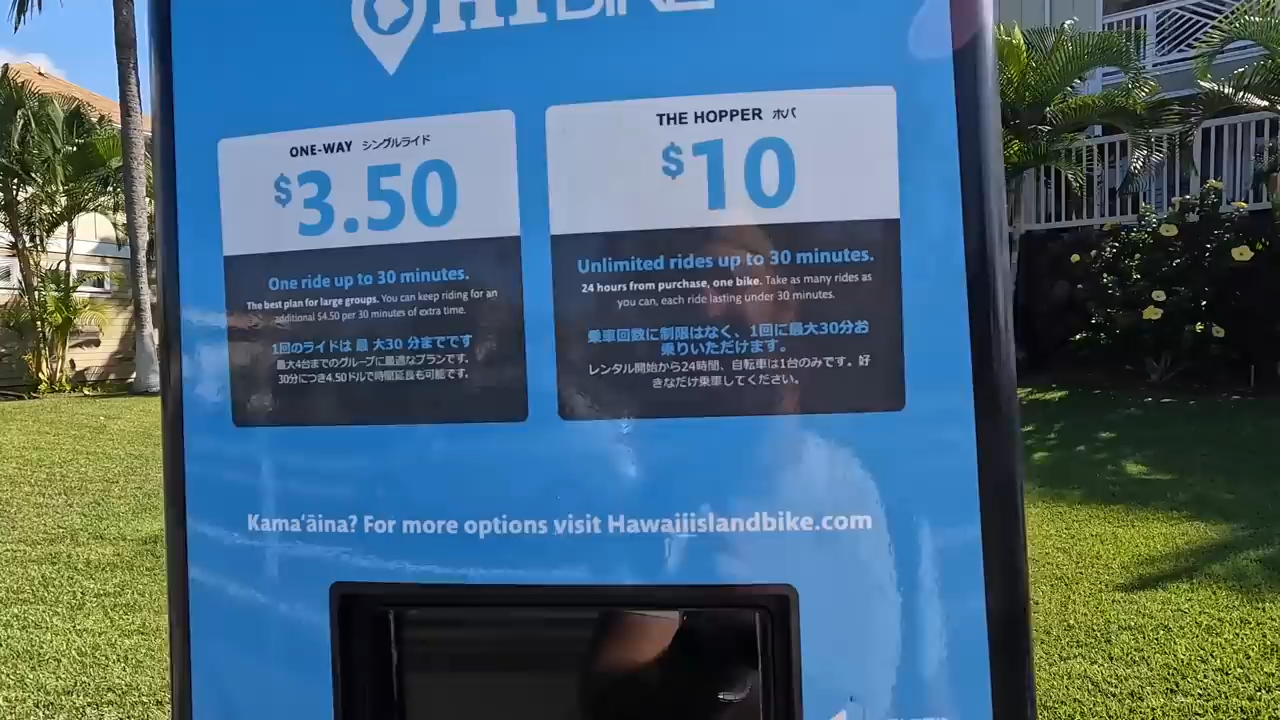 HI BIKE
ONE-WAY シングルライド
$3.50
One ride up to 30 minutes.
The best plan for large groups. You can keep riding for an
additional $4.50 per 30 minutes of extra time.
1回のライドは 最 大30 分までです
最大4台までのグループに最適なプランです。
30分につき4.50ドルで時間延長も可能です。
THE HOPPER ホパ
$10
Unlimited rides up to 30 minutes.
24 hours from purchase, one bike. Take as many rides as
you can, each ride lasting under 30 minutes.
乗車回数に制限はなく、1回に最大30分お
乗りいただけます。
レンタル開始から24時間、自転車は1台のみです。好
きなだけ乗車してください。
Kama‘āina? For more options visit Hawaiiislandbike.com